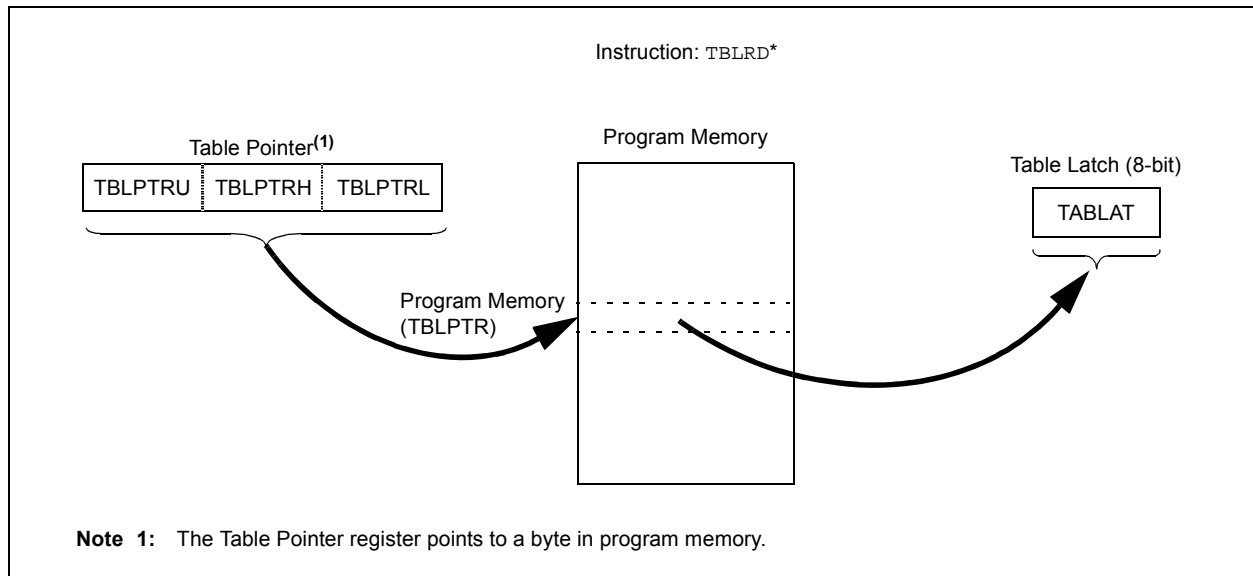 Instruction: TBLRD*
Table Pointer(1)
Program Memory
Table Latch (8-bit)
TBLPTRU TBLPTRH TBLPTRL
TABLAT
Program Memory
(TBLPTR)
Note 1: The Table Pointer register points to a byte in program memory.